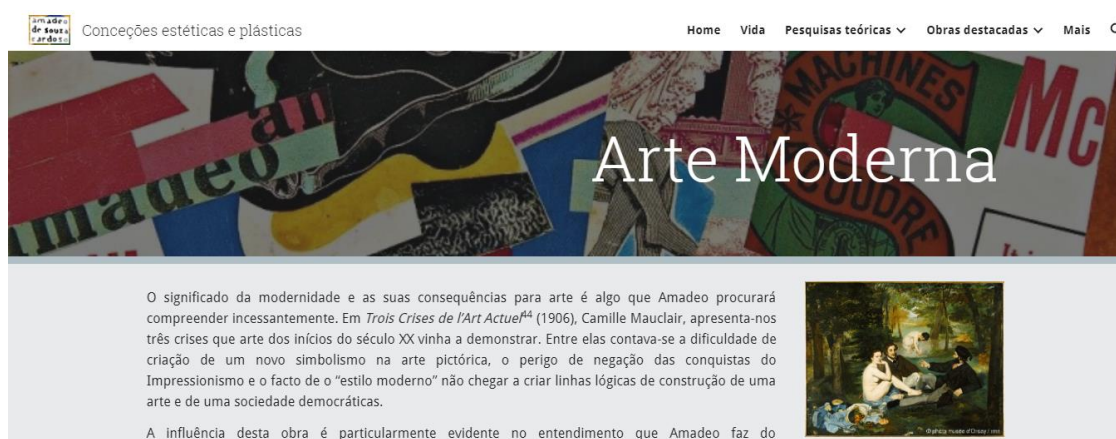 amadeo
de souza
cardoso
Conceções estéticas e plásticas
Home Vida Pesquisas teóricas Obras destacadas Mais
an
amadeo
MACHINES
COUDRE
Mc
Arte Moderna
O significado da modernidade e as suas consequências para arte é algo que Amadeo procurará
compreender incessantemente. Em Trois Crises de l'Art Actuel44 (1906), Camille Mauclair, apresenta-nos
três crises que arte dos inícios do século XX vinha a demonstrar. Entre elas contava-se a dificuldade de
criação de um novo simbolismo na arte pictórica, o perigo de negação das conquistas do
Impressionismo e o facto de o “estilo moderno” não chegar a criar linhas lógicas de construção de uma
arte e de uma sociedade democráticas.
A influência desta obra é particularmente evidente no entendimento que Amadeo faz do